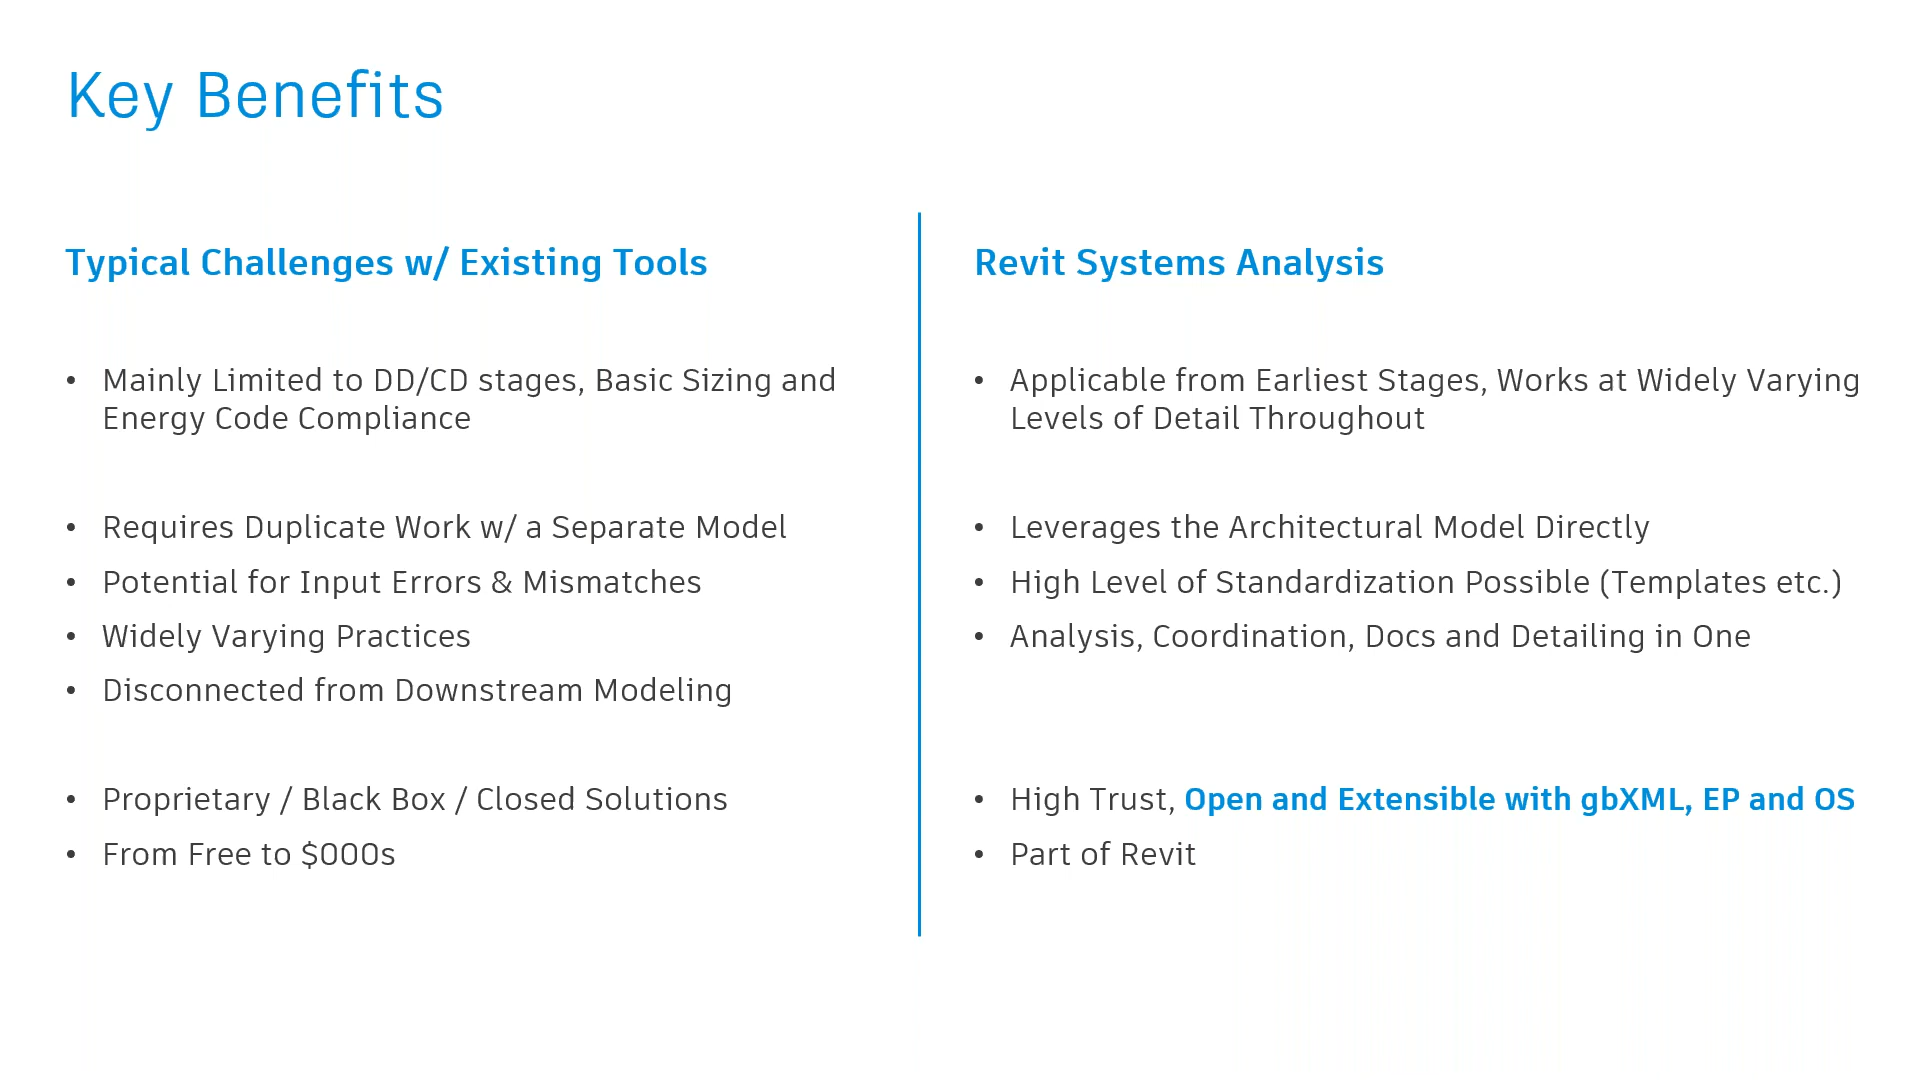 Key Benefits
Typical Challenges w/ Existing Tools
• Mainly Limited to DD/CD stages, Basic Sizing and
Energy Code Compliance
• Requires Duplicate Work w/ a Separate Model
• Potential for Input Errors & Mismatches
• Widely Varying Practices
• Disconnected from Downstream Modeling
• Proprietary / Black Box / Closed Solutions
• From Free to $000s
Revit Systems Analysis
• Applicable from Earliest Stages, Works at Widely Varying
Levels of Detail Throughout
• Leverages the Architectural Model Directly
• High Level of Standardization Possible (Templates etc.)
• Analysis, Coordination, Docs and Detailing in One
• High Trust, Open and Extensible with gbXML, EP and OS
• Part of Revit